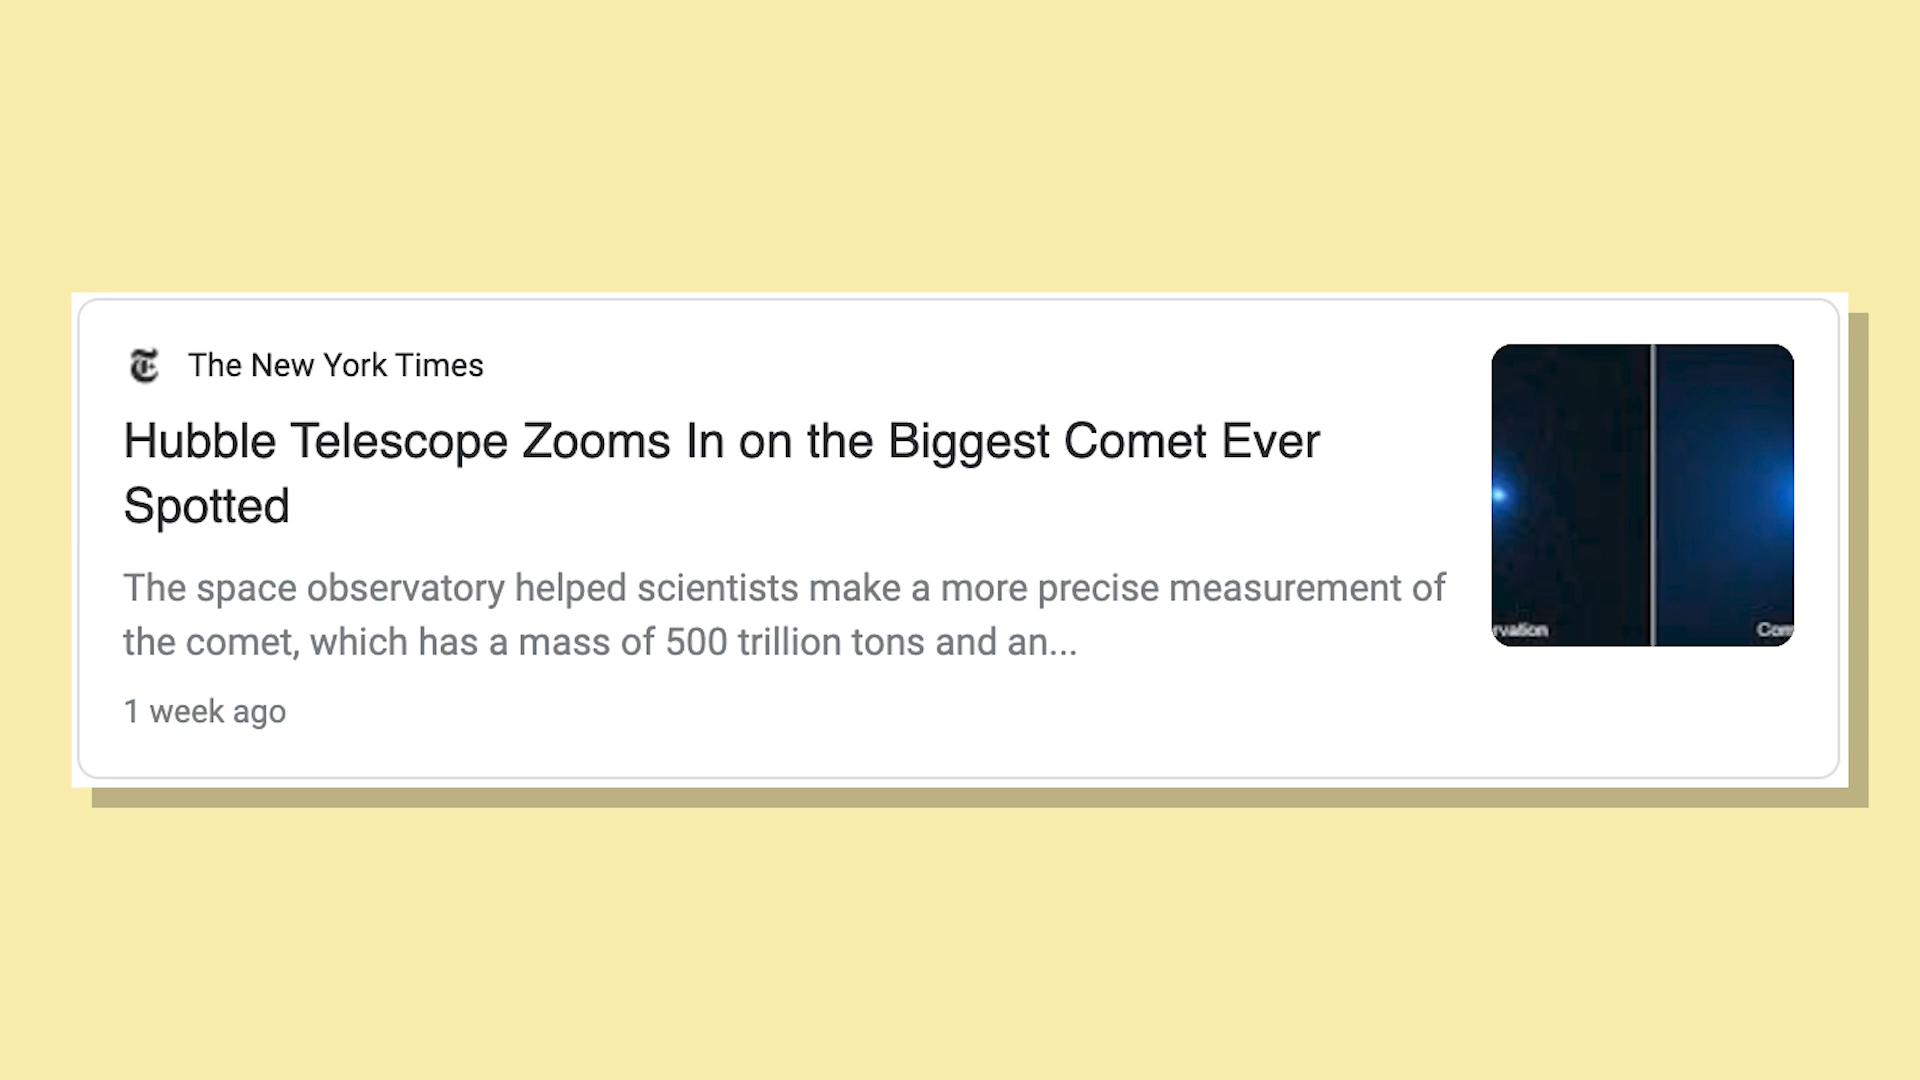 The New York Times
Hubble Telescope Zooms In on the Biggest Comet Ever
Spotted
The space observatory helped scientists make a more precise measurement of
the comet, which has a mass of 500 trillion tons and an...
1 week ago
rvation
Com